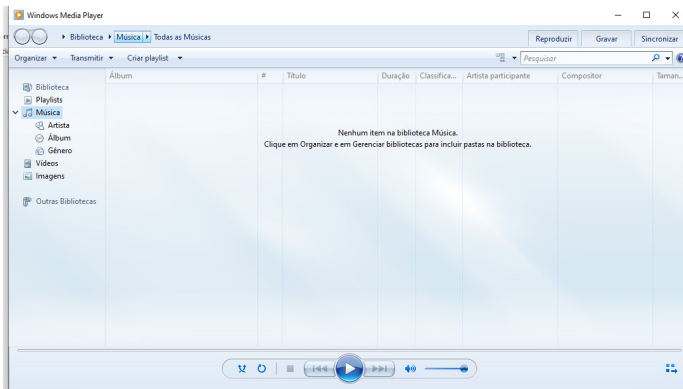 Windows Media Player
Biblioteca Música Todas as Músicas
Reproduzir Gravar Sincronizar
Organizar Transmitir Criar playlist Pesquisar
Álbum # Título Duração Classifica... Artista participante Compositor Taman...
Biblioteca
Playlists
Música
Artista
Álbum
Gênero
Vídeos
Imagens
Outras Bibliotecas
Nenhum item na biblioteca Música.
Clique em Organizar e em Gerenciar bibliotecas para incluir pastas na biblioteca.